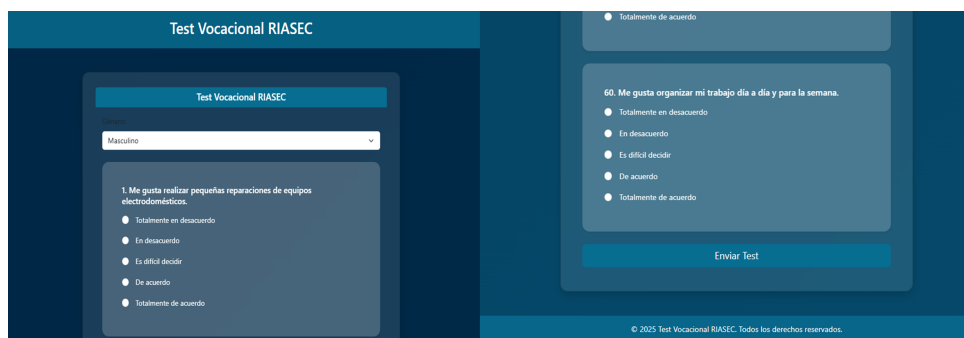 Test Vocacional RIASEC
Test Vocacional RIASEC
Género
Masculino
1. Me gusta realizar pequeñas reparaciones de equipos
electrodomésticos.
Totalmente en desacuerdo
En desacuerdo
Es difícil decidir
De acuerdo
Totalmente de acuerdo
Totalmente de acuerdo
60. Me gusta organizar mi trabajo día a día y para la semana.
Totalmente en desacuerdo
En desacuerdo
Es difícil decidir
De acuerdo
Totalmente de acuerdo
Enviar Test
© 2025 Test Vocacional RIASEC. Todos los derechos reservados.